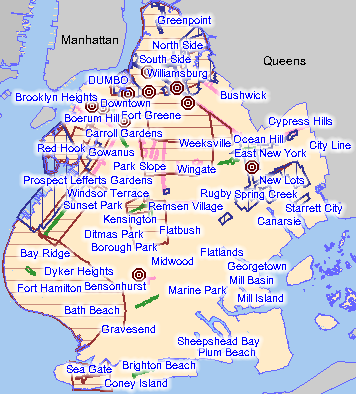 Greenpoint
Manhattan
North Side
South Side
Queens
Williamsburg
DUMBO
Brooklyn Heights
Bushwick
Downtown
Fort Greene
Boerum Hill
Cypress Hills
Carroll Gardens
Ocean Hill
Weeksville
City Line
Red Hook
Gowanus
East New York
Park Slope
Wingate
Prospect Lefferts Gardens
New Lots
Windsor Terrace
Rugby
Spring Creek
Sunset Park
Remsen Village
Starrett City
Kensington
Canarsie
Ditmas Park
Flatbush
Borough Park
Bay Ridge
Flatlands
Midwood
Georgetown
Dyker Heights
Mill Basin
Fort Hamilton
Bensonhurst
Marine Park
Mill Island
Bath Beach
Gravesend
Sheepshead Bay
Plum Beach
Sea Gate
Brighton Beach
Coney Island